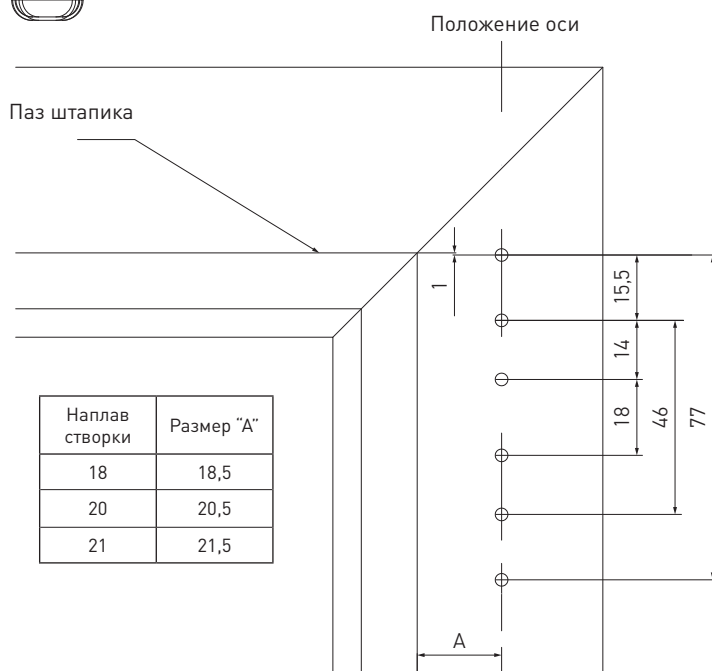 Положение оси
Паз штапика
1
15,5
14
18
46
77
Наплав створки
Размер "А"
18
18,5
20
20,5
21
21,5
А